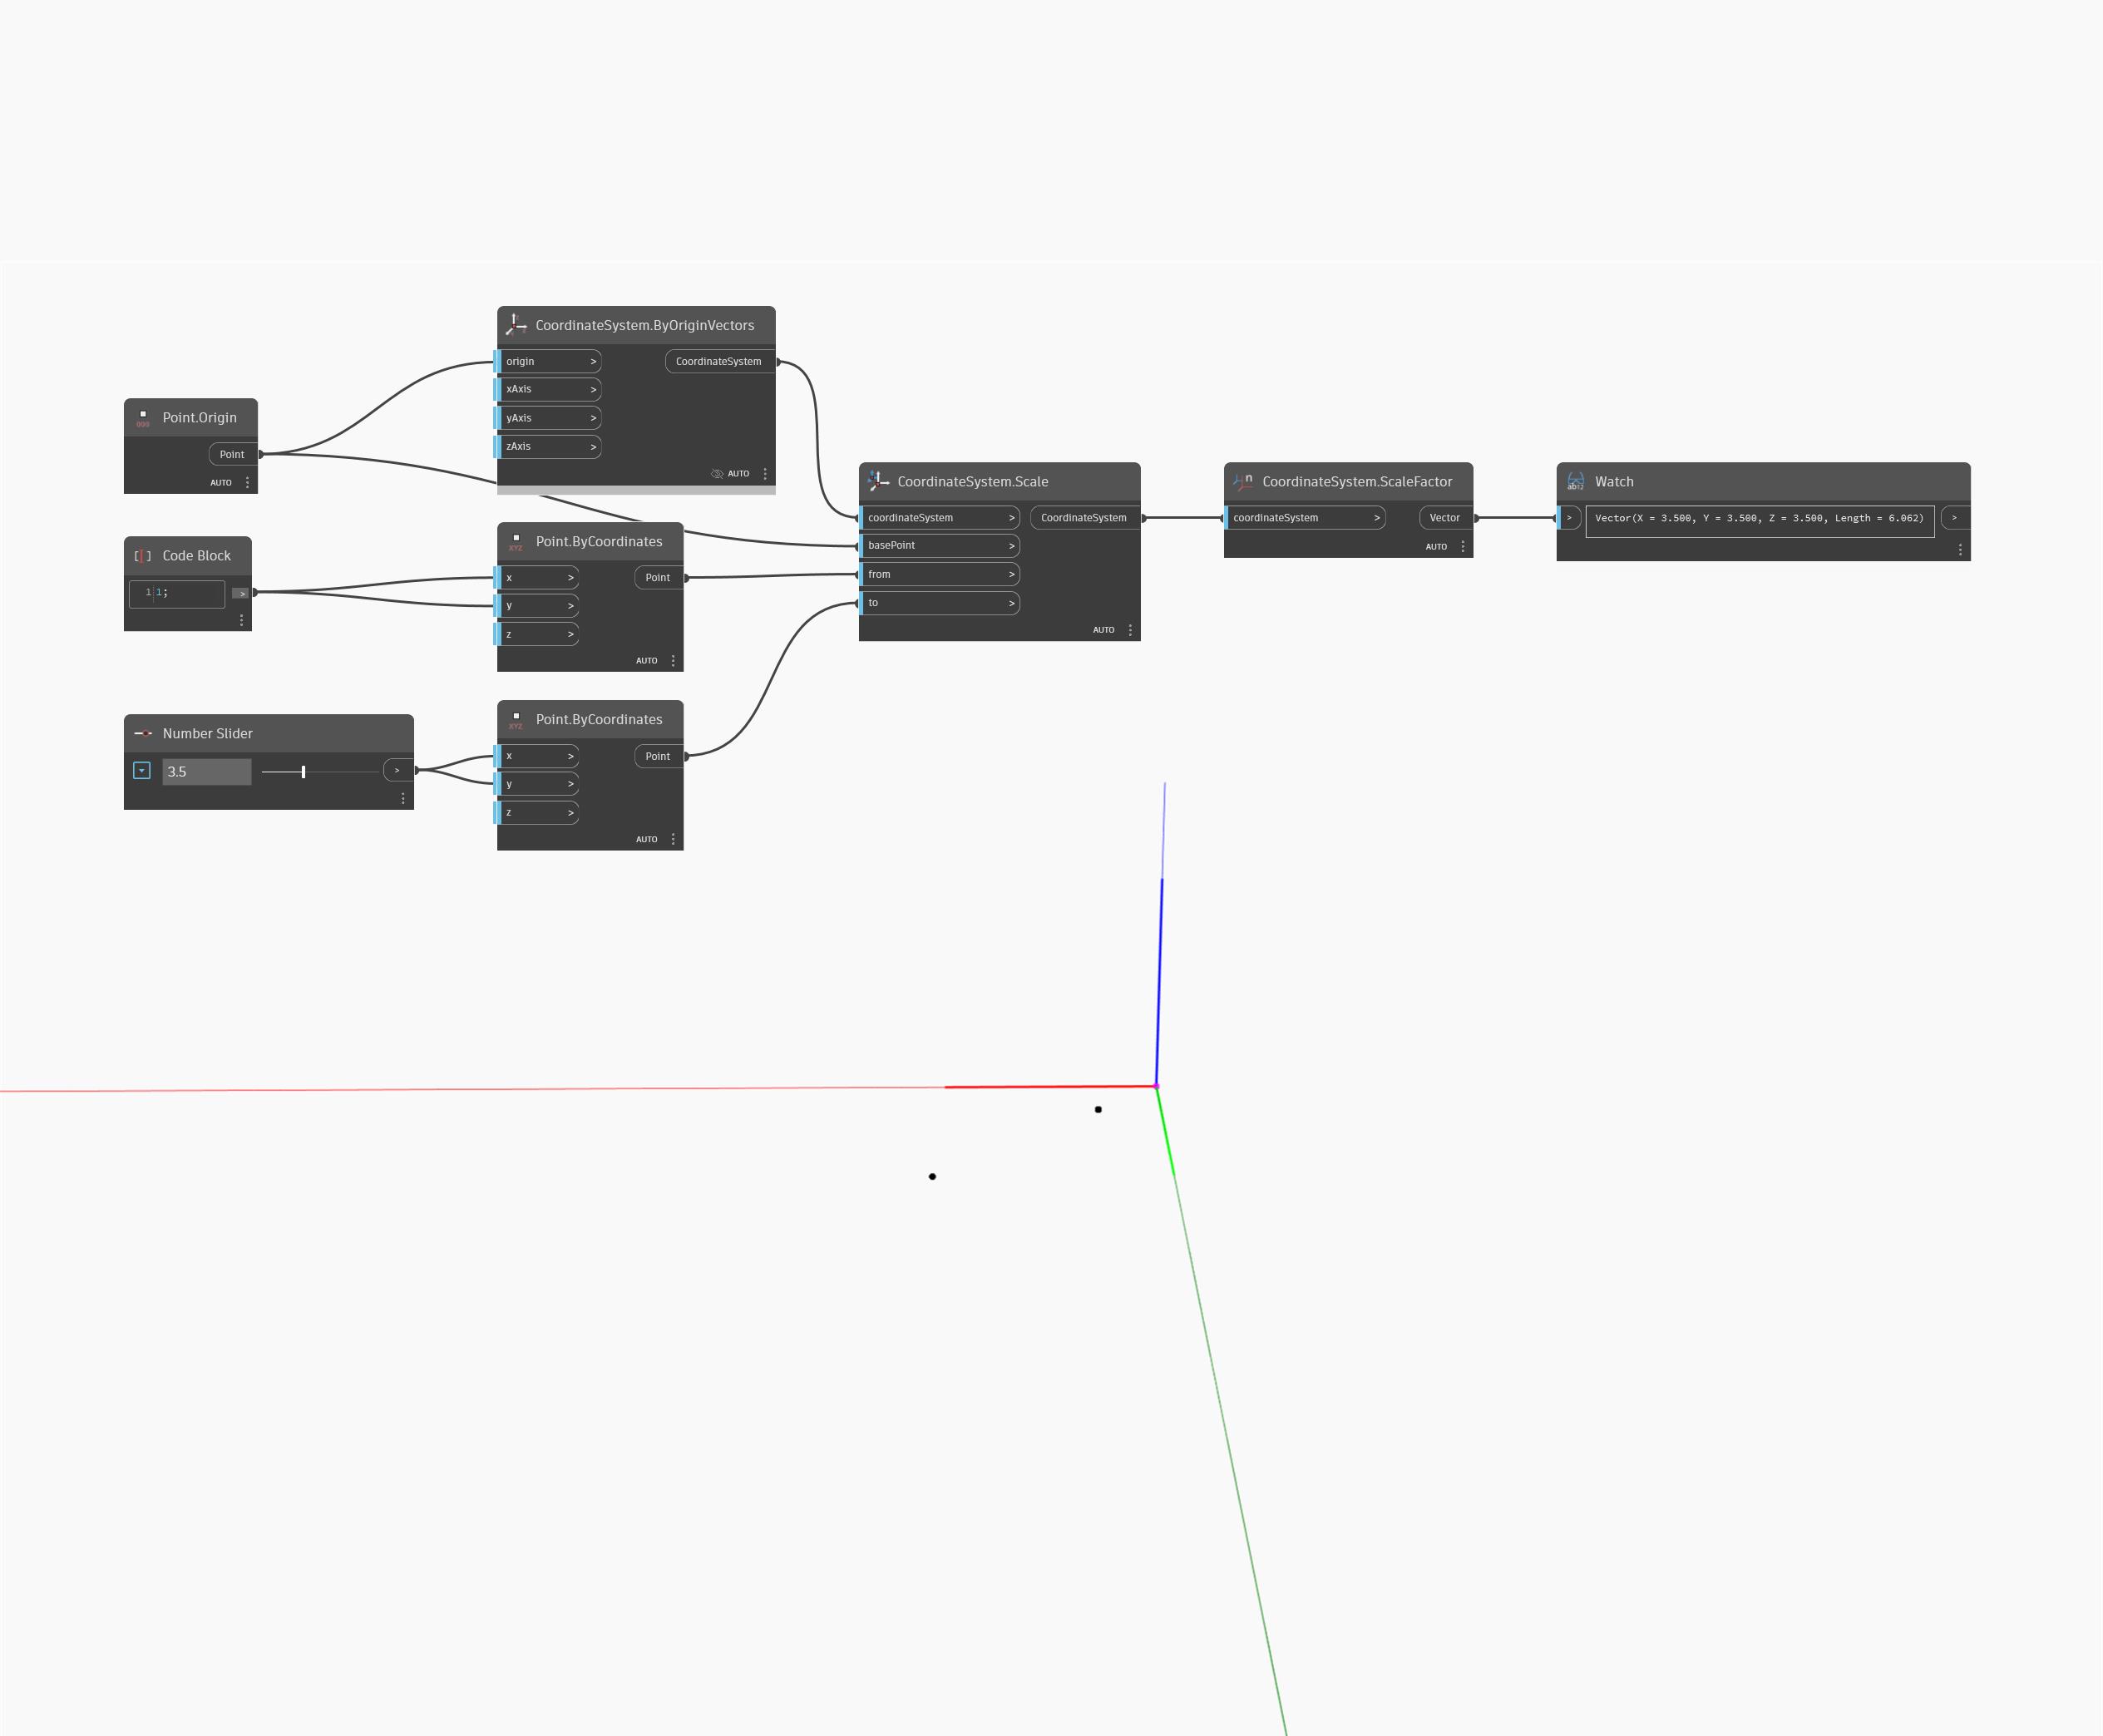 CoordinateSystem.ByOriginVectors
origin >
CoordinateSystem
xAxis >
yAxis >
zAxis >
AUTO
Point.Origin
Point
AUTO
Code Block
1 1;
>
Number Slider
3.5
>
XYZ
Point.ByCoordinates
x >
Point
y >
z >
AUTO
XYZ
Point.ByCoordinates
x >
Point
y >
z >
AUTO
CoordinateSystem.Scale
coordinateSystem >
CoordinateSystem
basePoint >
from >
to >
AUTO
n
CoordinateSystem.ScaleFactor
coordinateSystem >
Vector
AUTO
Watch
>
Vector(X = 3.500, Y = 3.500, Z = 3.500, Length = 6.062)
>